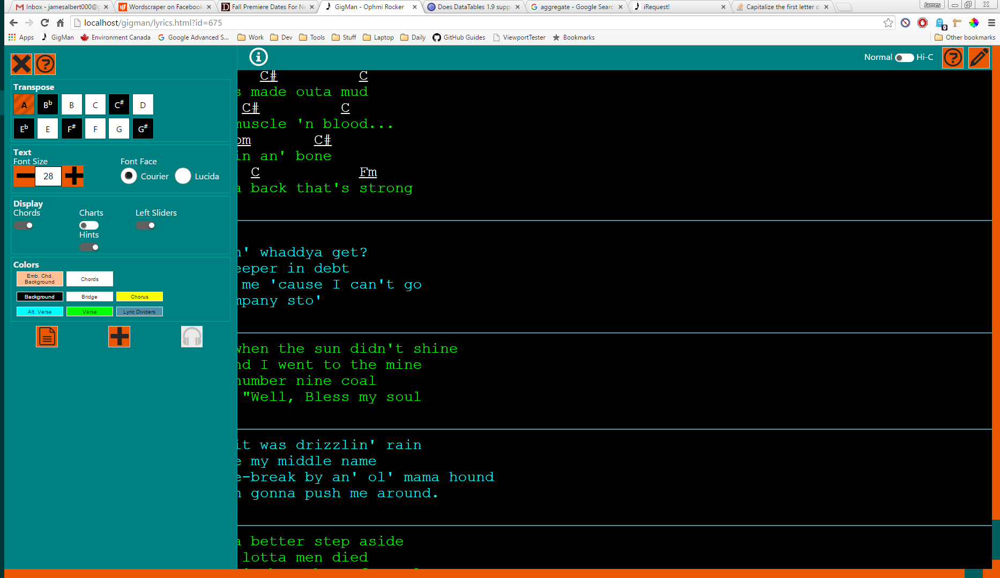 Inbox - jamesalbert000@g
Wordscraper on Facebook
Fall Premiere Dates For Ne
GigMan - Ophmi Rocker
Does DataTables 1.9 supp
aggregate - Google Searc
iRequest!
Capitalize the first letter o
James
localhost/gigman/lyrics.html?id=675
0
Apps
GigMan
Environment Canada
Google Advanced S...
Work
Dev
Tools
Stuff
Laptop
Daily
GitHub Guides
ViewportTester
Bookmarks
Other bookmarks
Normal Hi-C
Transpose
A Bb B C C# D
Eb E F# F G G#
Text
Font Size Font Face
28 Courier Lucida
Display
Chords Charts Left Sliders
Hints
Colors
Emb. Chd.
Background
Chords
Background Bridge Chorus
Alt. Verse Verse Lyric Dividers
C# C
s made outa mud
C# C
muscle 'n blood...
bm C#
in an' bone
C Fm
a back that's strong
n' whaddya get?
eeper in debt
me 'cause I can't go
mpany sto'
when the sun didn't shine
nd I went to the mine
number nine coal
"Well, Bless my soul
it was drizzlin' rain
e my middle name
e-break by an' ol' mama hound
n gonna push me around.
a better step aside
lotta men died